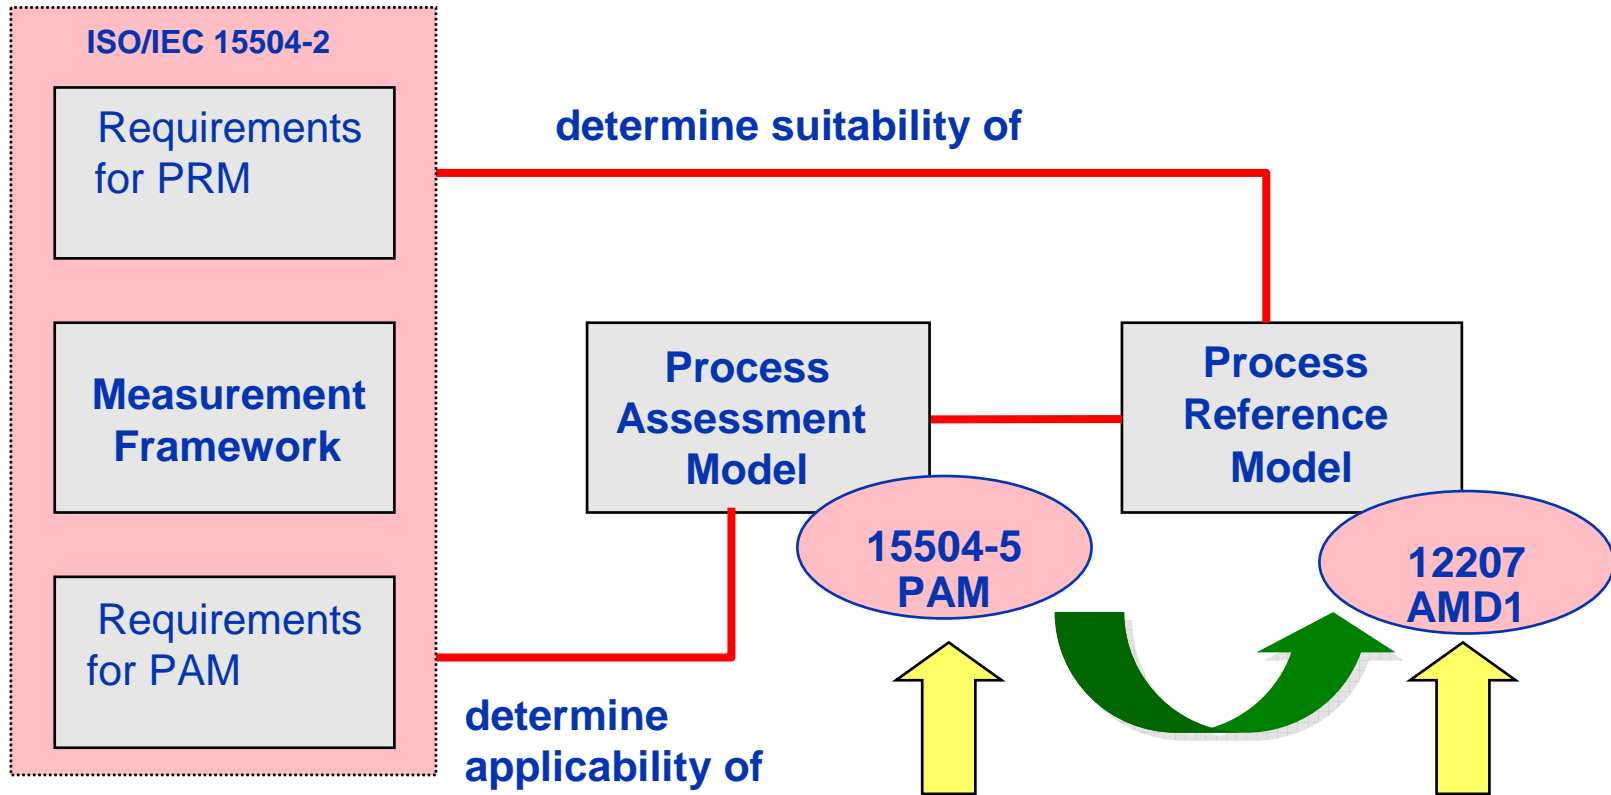 ISO/IEC 15504-2
Requirements
for PRM
determine suitability of
Measurement
Framework
Process
Assessment
Model
Process
Reference
Model
15504-5
PAM
12207
AMD1
Requirements
for PAM
determine
applicability of